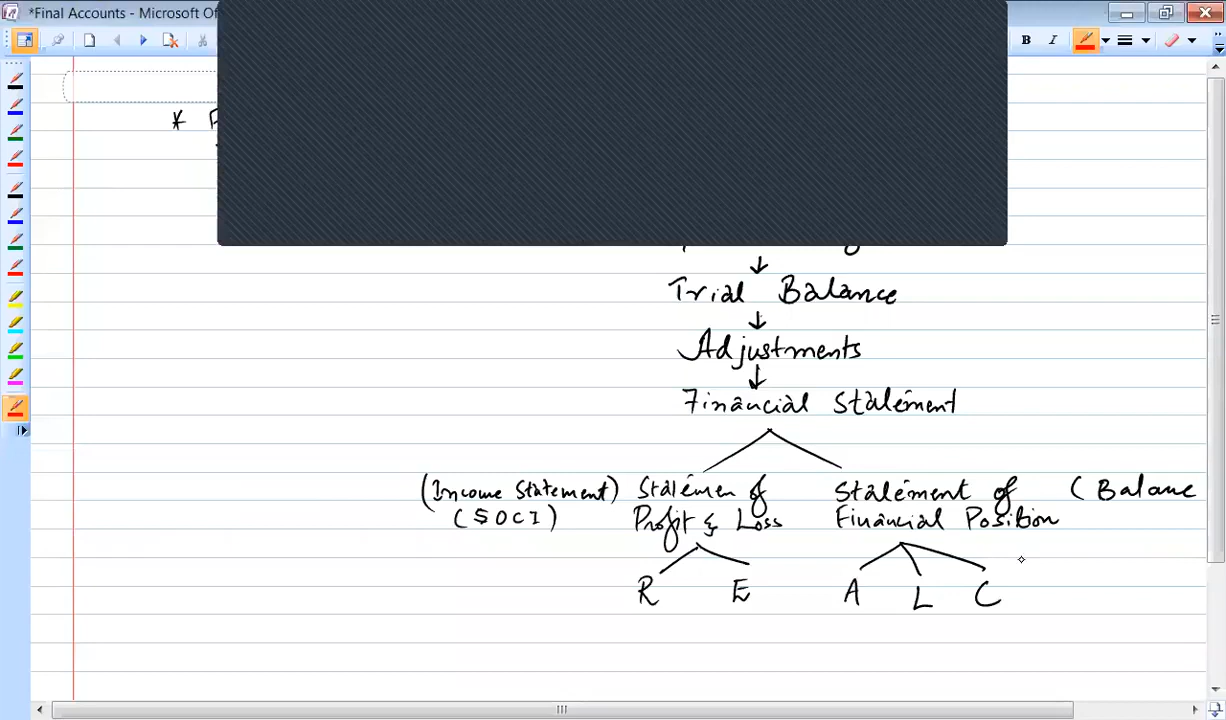 *Final Accounts - Microsoft Of
B I
*
Trial Balance
Adjustments
Financial Statement
(Income Statement) Statemen of Statement of (Balance
(SOCI) Profit & Loss Financial Position
R E A L C